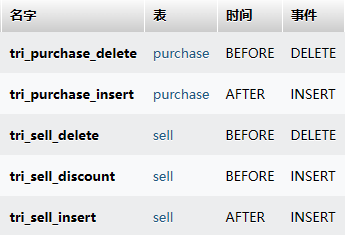 名字 表 时间 事件
tri_purchase_delete purchase BEFORE DELETE
tri_purchase_insert purchase AFTER INSERT
tri_sell_delete sell BEFORE DELETE
tri_sell_discount sell BEFORE INSERT
tri_sell_insert sell AFTER INSERT